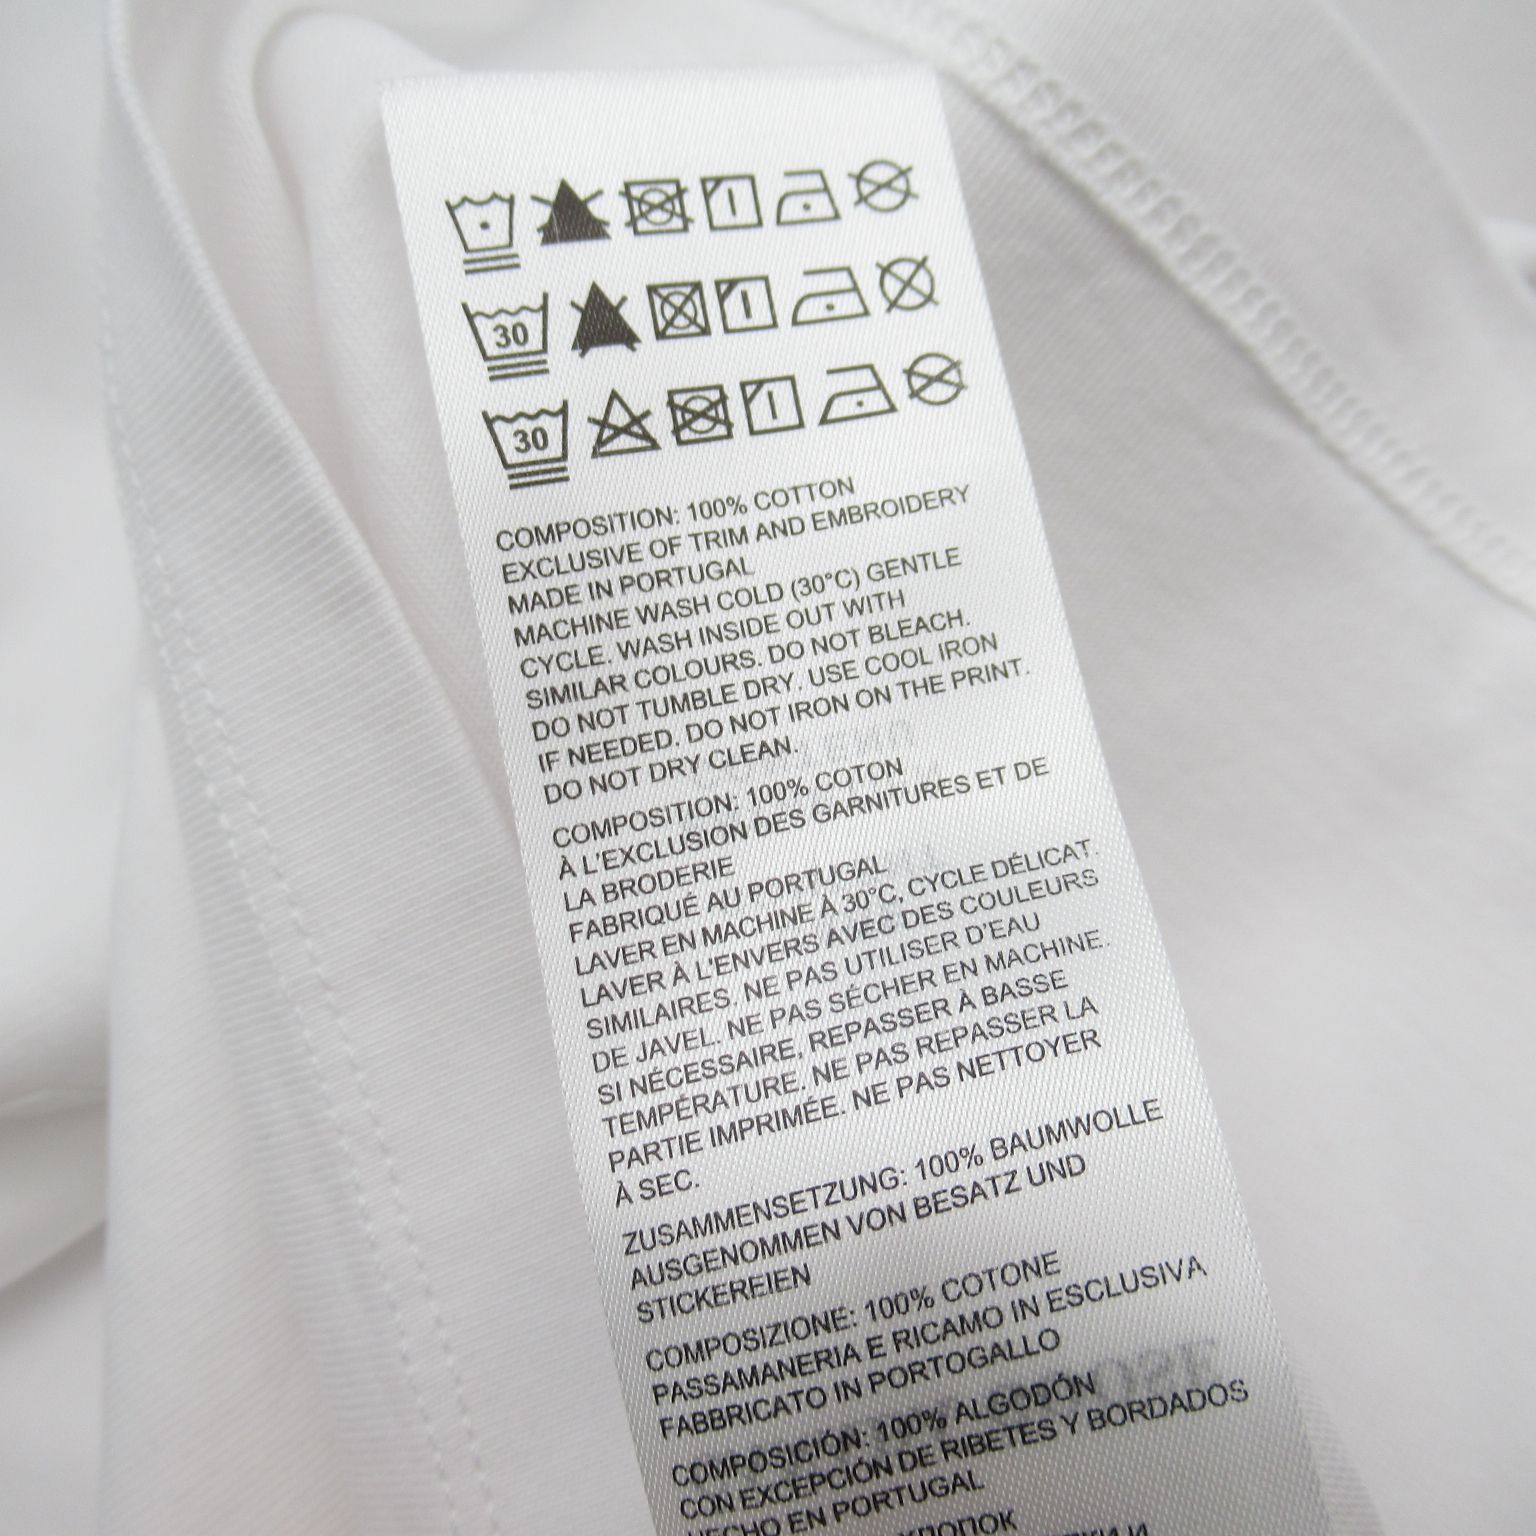 30
30
COMPOSITION: 100% COTTON
EXCLUSIVE OF TRIM AND EMBROIDERY
MADE IN PORTUGAL
MACHINE WASH COLD (30°C) GENTLE
CYCLE. WASH INSIDE OUT WITH
SIMILAR COLOURS. DO NOT BLEACH.
DO NOT TUMBLE DRY. USE COOL IRON
IF NEEDED. DO NOT IRON ON THE PRINT.
DO NOT DRY CLEAN.
COMPOSITION: 100% COTON
À L'EXCLUSION DES GARNITURES ET DE
LA BRODERIE
FABRIQUÉ AU PORTUGAL
LAVER EN MACHINE À 30°C, CYCLE DÉLICAT.
LAVER À L'ENVERS AVEC DES COULEURS
SIMILAIRES. NE PAS UTILISER D'EAU
DE JAVEL. NE PAS SÉCHER EN MACHINE.
SI NÉCESSAIRE, REPASSER À BASSE
TEMPÉRATURE. NE PAS REPASSER LA
PARTIE IMPRIMÉE. NE PAS NETTOYER
À SEC.
ZUSAMMENSETZUNG: 100% BAUMWOLLE
AUSGENOMMEN VON BESATZ UND
STICKEREIEN
COMPOSIZIONE: 100% COTONE
PASSAMANERIA E RICAMO IN ESCLUSIVA
FABBRICATO IN PORTOGALLO
COMPOSICIÓN: 100% ALGODÓN
CON EXCEPCIÓN DE RIBETES Y BORDADOS
HECHO EN PORTUGAL